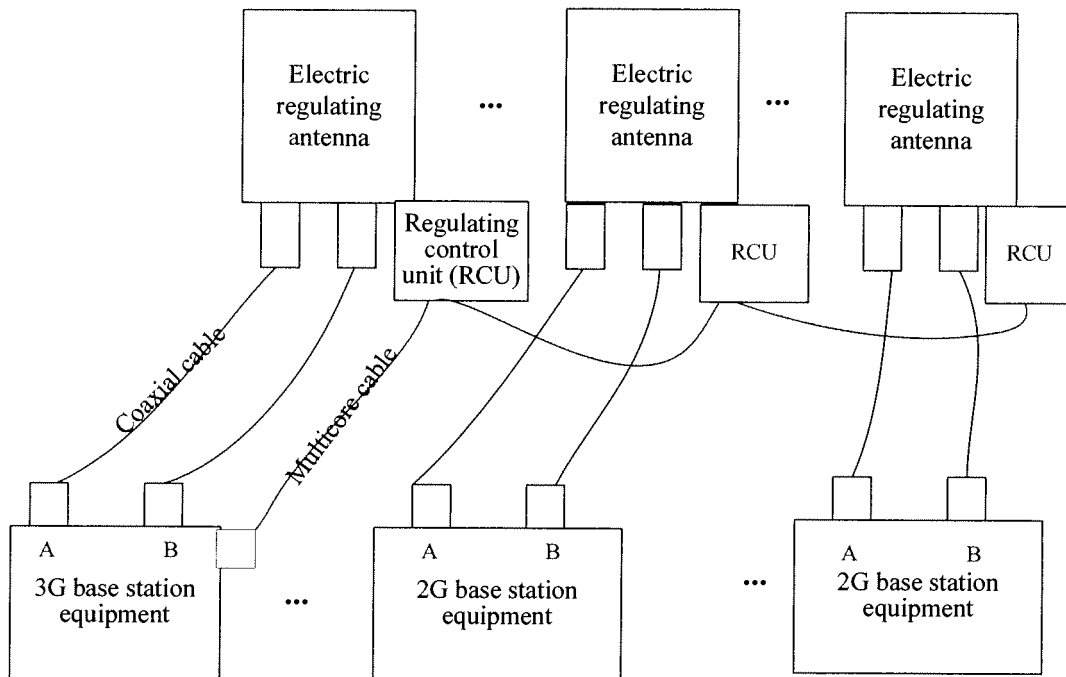 Electric
regulating
antenna
...
Electric
regulating
antenna
...
Electric
regulating
antenna
Regulating
control
unit (RCU)
RCU
RCU
Coaxial cable
Multicore cable
A
B
3G base station
equipment
...
A
B
2G base station
equipment
...
A
B
2G base station
equipment